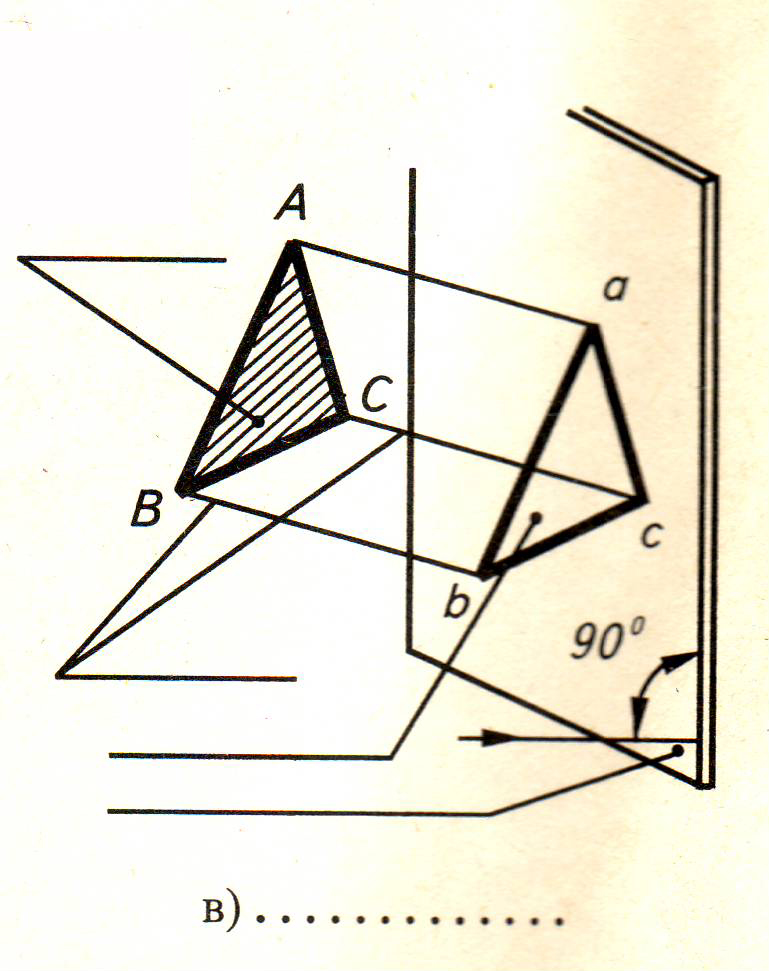 A
a
C
B
c
b
90°
в) . . . . . . . . . . . . . .